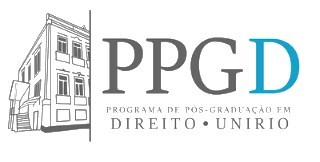 PPGD
PROGRAMA DE PÓS-GRADUAÇÃO EM
DIREITO • UNIRIO